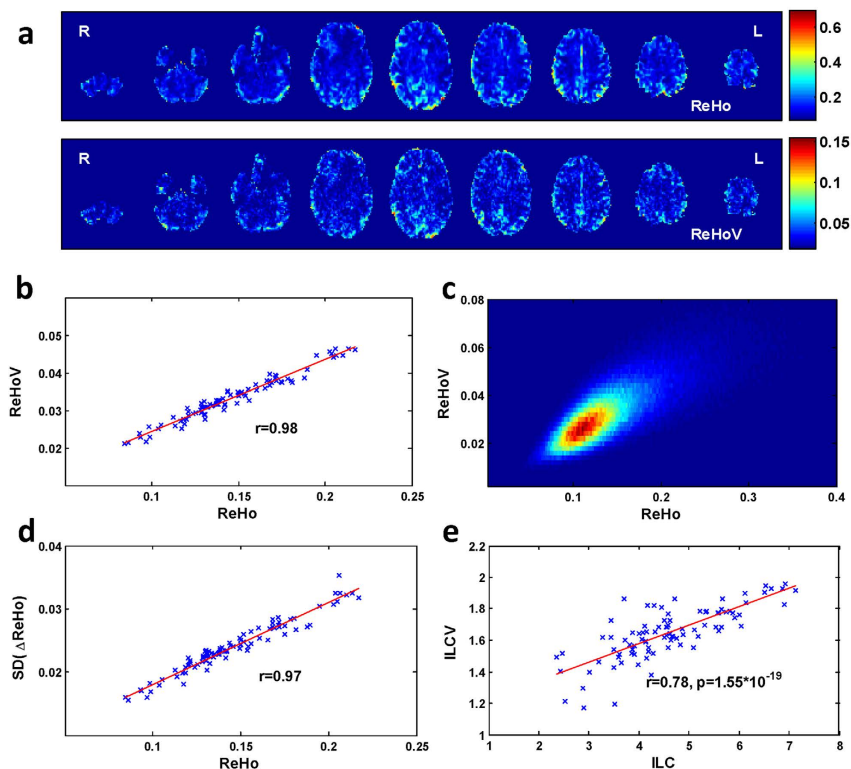 a
R
L
ReHo
0.6
0.4
0.2
R
L
ReHoV
0.15
0.10
0.05
b
0.05
0.04
0.03
0.02
ReHoV
r=0.98
0.1
0.15
0.2
0.25
ReHo
c
0.08
0.06
0.04
0.02
ReHoV
0.1
0.2
0.3
0.4
ReHo
d
0.04
0.03
0.02
SD(ΔReHo)
r=0.97
0.1
0.15
0.2
0.25
ReHo
e
2.2
2
1.8
1.6
1.4
1.2
1
ILCV
r=0.78, p=1.55*10⁻¹⁹
1
2
3
4
5
6
7
8
ILC